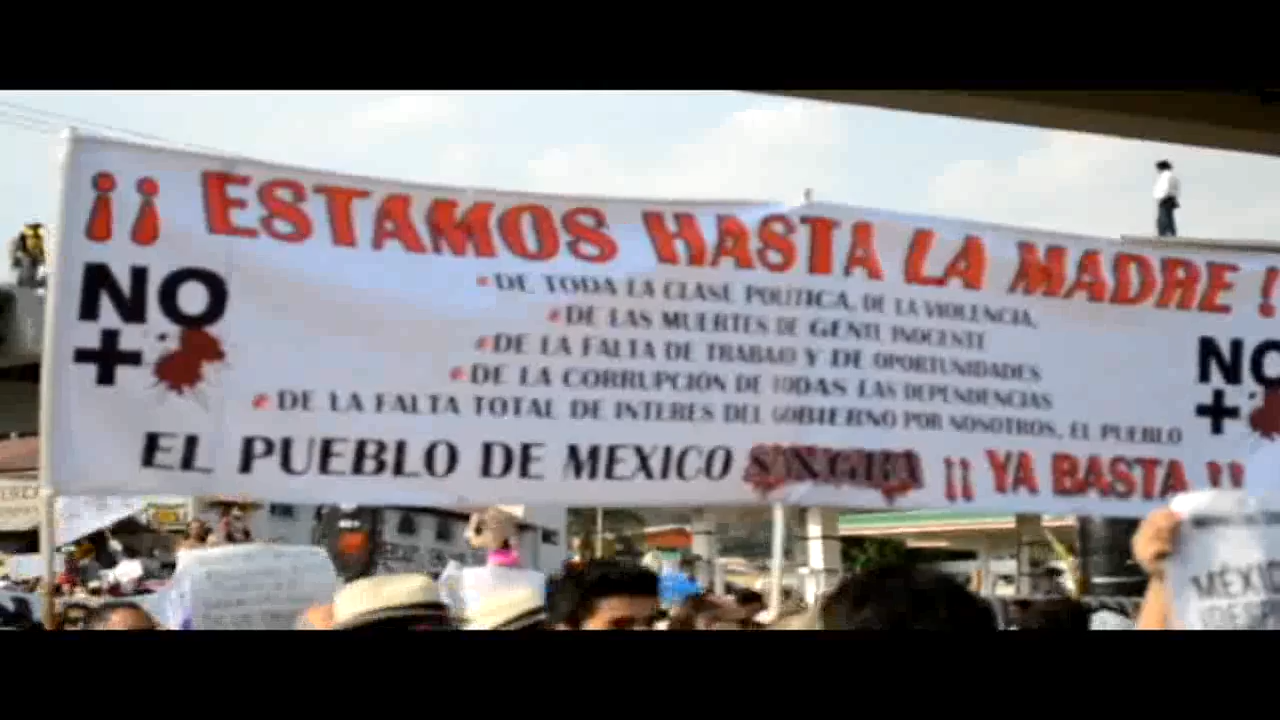 ¡¡ ESTAMOS HASTA LA MADRE !
NO
+
DE TODA LA CLASE POLÍTICA, DE LA VIOLENCIA,
DE LAS MUERTES DE GENTE INOCENTE
DE LA FALTA DE TRABAJO Y DE OPORTUNIDADES
DE LA CORRUPCIÓN DE TODAS LAS DEPENDENCIAS
DE LA FALTA TOTAL DE INTERES DEL GOBIERNO POR NOSOTROS, EL PUEBLO
NO
+
EL PUEBLO DE MEXICO SANGRA ¡¡ YA BASTA !!
MÉXIC